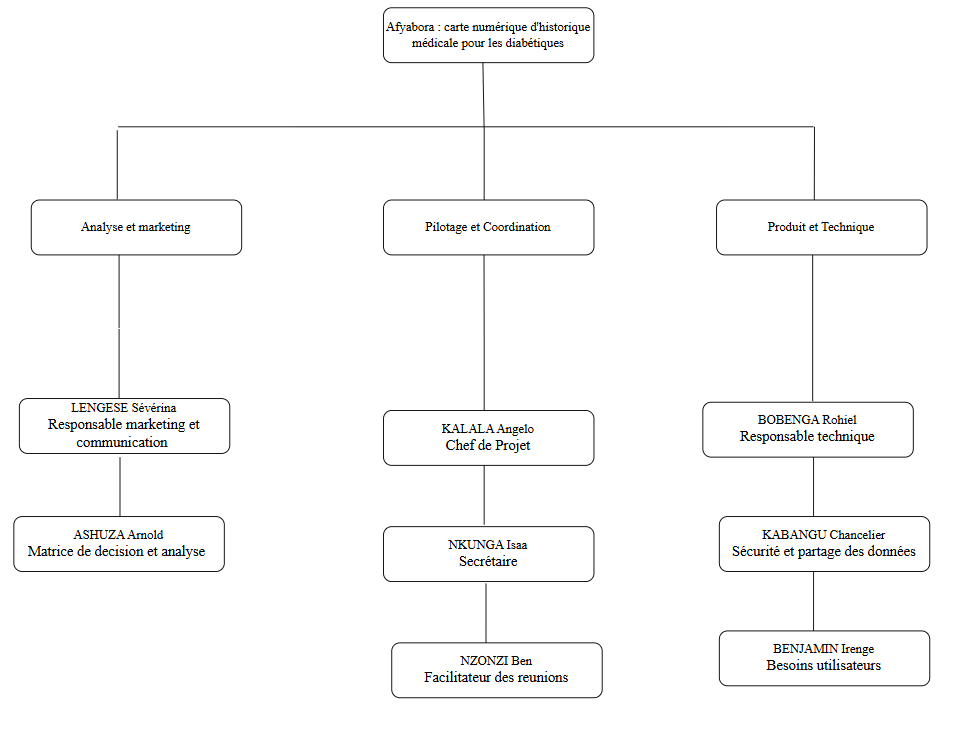 Afyabora : carte numérique d'historique
médicale pour les diabétiques
Analyse et marketing
Pilotage et Coordination
Produit et Technique
LENGESE Sévérina
Responsable marketing et
communication
KALALA Angelo
Chef de Projet
BOBENGA Rohiel
Responsable technique
ASHUZA Arnold
Matrice de decision et analyse
NKUNGA Isaa
Secrétaire
KABANGU Chancelier
Sécurité et partage des données
NZONZI Ben
Facilitateur des reunions
BENJAMIN Irenge
Besoins utilisateurs